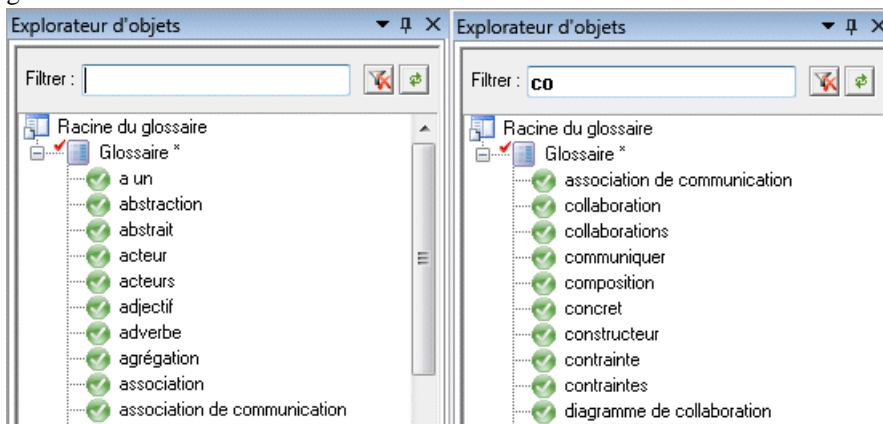 Explorateur d'objets
Filtrer :
Racine du glossaire
Glossaire *
a un
abstraction
abstrait
acteur
acteurs
adjectif
adverbe
agrégation
association
association de communication
Explorateur d'objets
Filtrer : co
Racine du glossaire
Glossaire *
association de communication
collaboration
collaborations
communiquer
composition
concret
constructeur
contrainte
contraintes
diagramme de collaboration